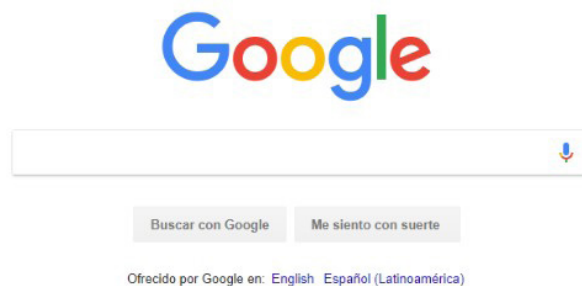 Google
Buscar con Google Me siento con suerte
Ofrecido por Google en: English Español (Latinoamérica)